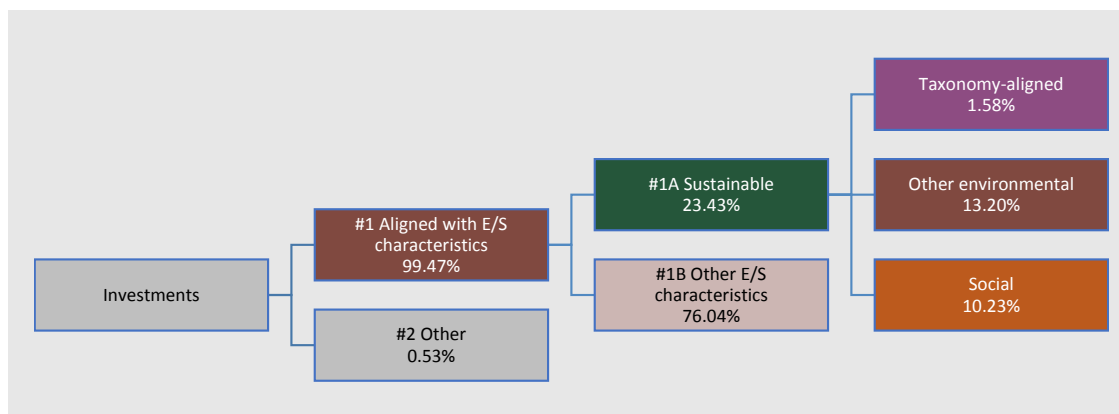 Investments
#1 Aligned with E/S
characteristics
99.47%
#2 Other
0.53%
#1A Sustainable
23.43%
#1B Other E/S
characteristics
76.04%
Taxonomy-aligned
1.58%
Other environmental
13.20%
Social
10.23%